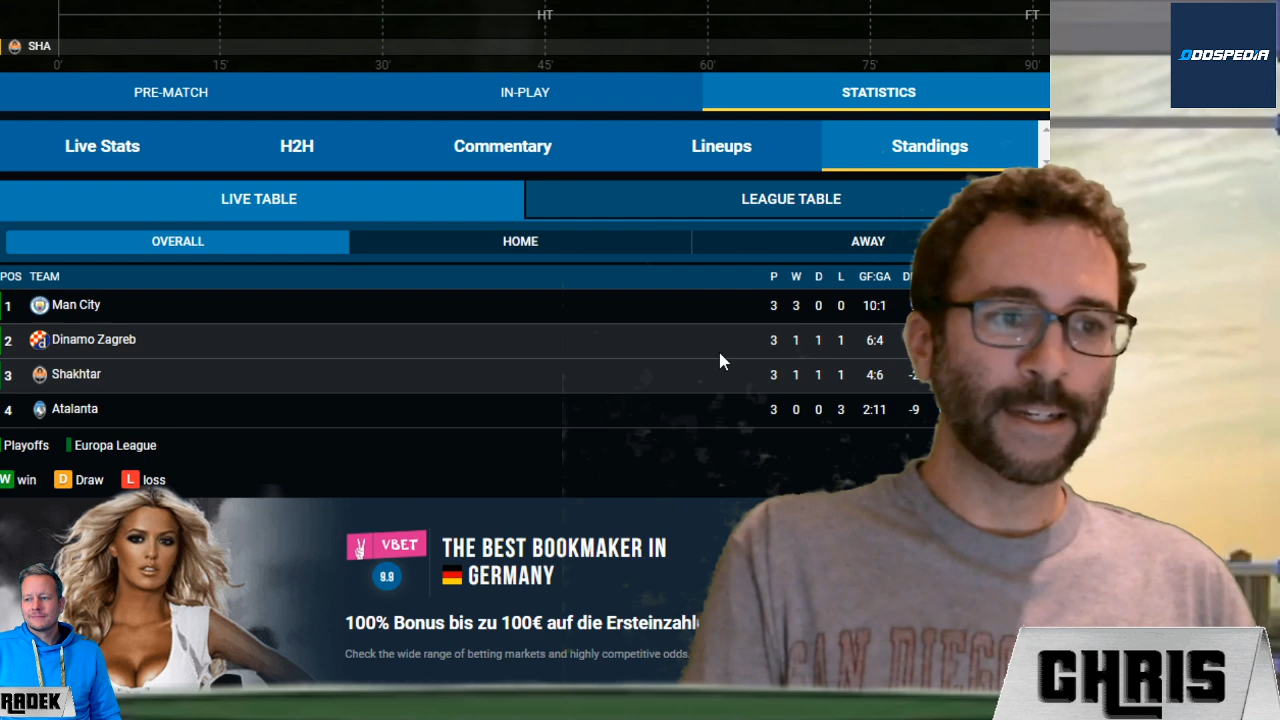 HT FT
SHA
0' 15' 30' 45' 60' 75' 90'
ODDSPEDIA
PRE-MATCH IN-PLAY STATISTICS
Live Stats H2H Commentary Lineups Standings
LIVE TABLE LEAGUE TABLE
OVERALL HOME AWAY
POS TEAM P W D L GF:GA
1 Man City 3 3 0 0 10:1
2 Dinamo Zagreb 3 1 1 1 6:4
3 Shakhtar 3 1 1 1 4:6 -2
4 Atalanta 3 0 0 3 2:11 -9
Playoffs Europa League
W win D Draw L loss
VBET
9.9
THE BEST BOOKMAKER IN
GERMANY
100% Bonus bis zu 100€ auf die
Check the wide range of betting markets and highly competitive odds.
SAN DIEGO
RADEK
CHRIS